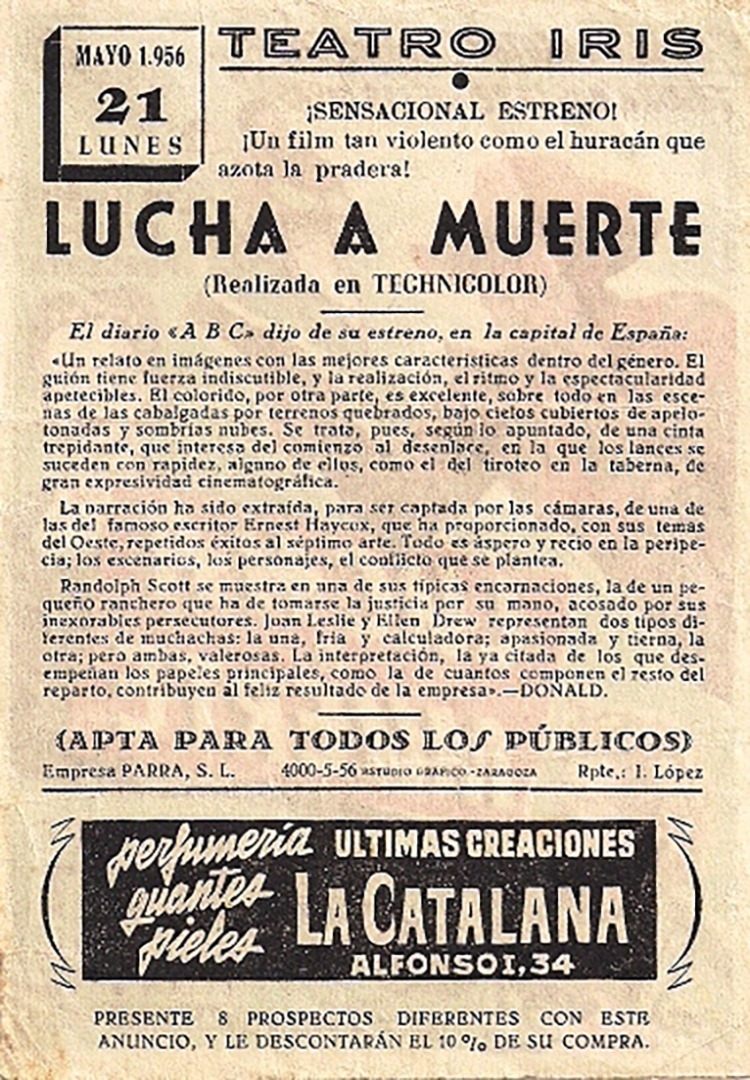 MAYO 1.956
21
LUNES
TEATRO IRIS
¡SENSACIONAL ESTRENO!
¡Un film tan violento como el huracán que
azota la pradera!
LUCHA A MUERTE
(Realizada en TECHNICOLOR)
El diario «A B C» dijo de su estreno, en la capital de España:
«Un relato en imágenes con las mejores características dentro del género. El
guión tiene fuerza indiscutible, y la realización, el ritmo y la espectacularidad
apetecibles. El colorido, por otra parte, es excelente, sobre todo en las esce-
nas de las cabalgadas por terrenos quebrados, bajo cielos cubiertos de apelo-
tonadas y sombrías nubes. Se trata, pues, según lo apuntado, de una cinta
trepidante, que interesa del comienzo al desenlace, en la que los lances se
suceden con rapidez, alguno de ellos, como el del tiroteo en la taberna, de
gran expresividad cinematográfica.
La narración ha sido extraída, para ser captada por las cámaras, de una de
las del famoso escritor Ernest Haycox, que ha proporcionado, con sus temas
del Oeste, repetidos éxitos al séptimo arte. Todo es áspero y recio en la peripe-
cia; los escenarios, los personajes, el conflicto que se plantea.
Randolph Scott se muestra en una de sus típicas encarnaciones, la de un pe-
queño ranchero que ha de tomarse la justicia por su mano, acosado por sus
inexorables persecutores. Joan Leslie y Ellen Drew representan dos tipos di-
ferentes de muchachas: la una, fría y calculadora; apasionada y tierna, la
otra; pero ambas, valerosas. La interpretación, la ya citada de los que des-
empeñan los papeles principales, como la de cuantos componen el resto del
reparto, contribuyen al feliz resultado de la empresa».—DONALD.
(APTA PARA TODOS LOS PÚBLICOS)
Empresa PARRA, S. L. 4000-5-56 ESTUDIO GRÁFICO.-ZARAGOZA Rpte.: I. López
perfumería
guantes
pieles
ULTIMAS CREACIONES
LA CATALANA
ALFONSO I, 34
PRESENTE 8 PROSPECTOS DIFERENTES CON ESTE
ANUNCIO, Y LE DESCONTARÁN EL 10 % DE SU COMPRA.